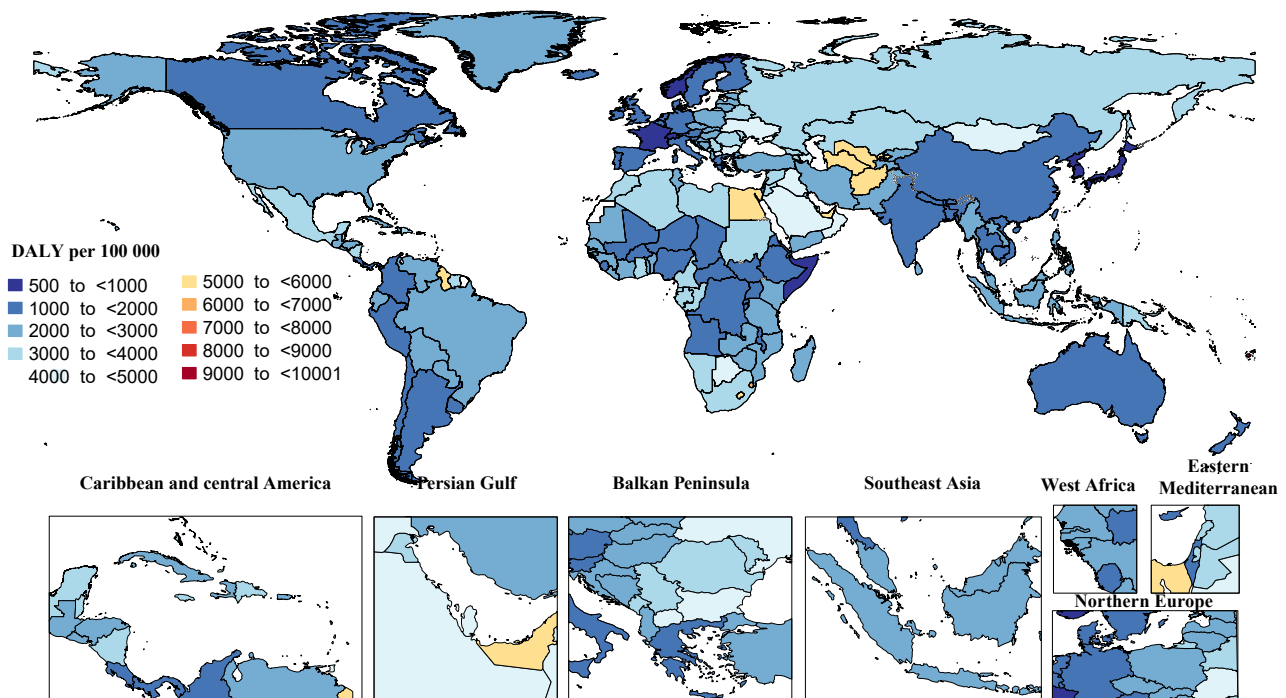 DALY per 100 000
500 to <1000
1000 to <2000
2000 to <3000
3000 to <4000
4000 to <5000
5000 to <6000
6000 to <7000
7000 to <8000
8000 to <9000
9000 to <10001
Caribbean and central America
Persian Gulf
Balkan Peninsula
Southeast Asia
West Africa
Eastern
Mediterranean
Northern Europe